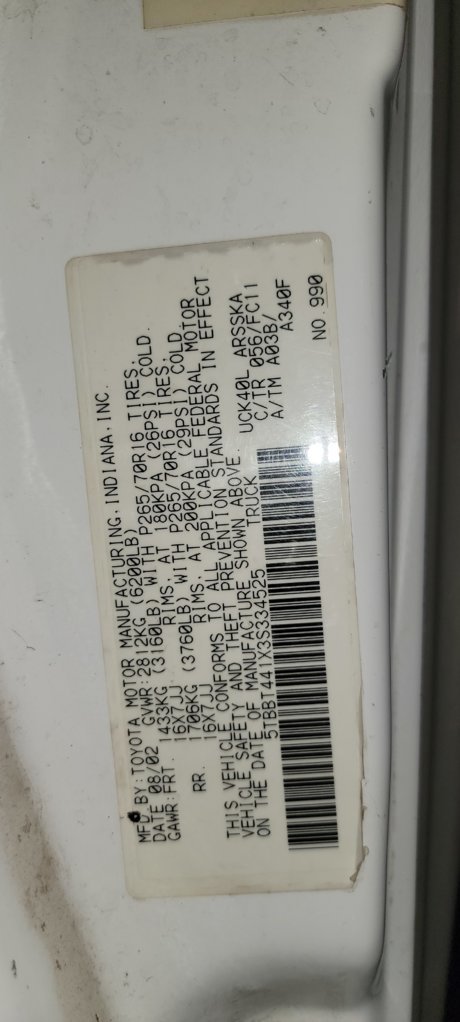 MFD BY:TOYOTA MOTOR MANUFACTURING,INDIANA,INC.
DATE 08/02 GVWR:2812KG (6200LB)
GAWR:FRT. 1433KG (3160LB) WITH P265/70R16 TIRES,
16X7JJ RIMS, AT 180KPA (26PSI) COLD.
RR. 1706KG (3760LB) WITH P265/70R16 TIRES,
16X7JJ RIMS, AT 200KPA (29PSI) COLD.
THIS VEHICLE CONFORMS TO ALL APPLICABLE FEDERAL MOTOR
VEHICLE SAFETY AND THEFT PREVENTION STANDARDS IN EFFECT
ON THE DATE OF MANUFACTURE SHOWN ABOVE.
5TBBT441X3S334525 TRUCK
UCK40L ARSSKA
C/TR 056/FC11
A/TM A03B/
A340F
NO.990